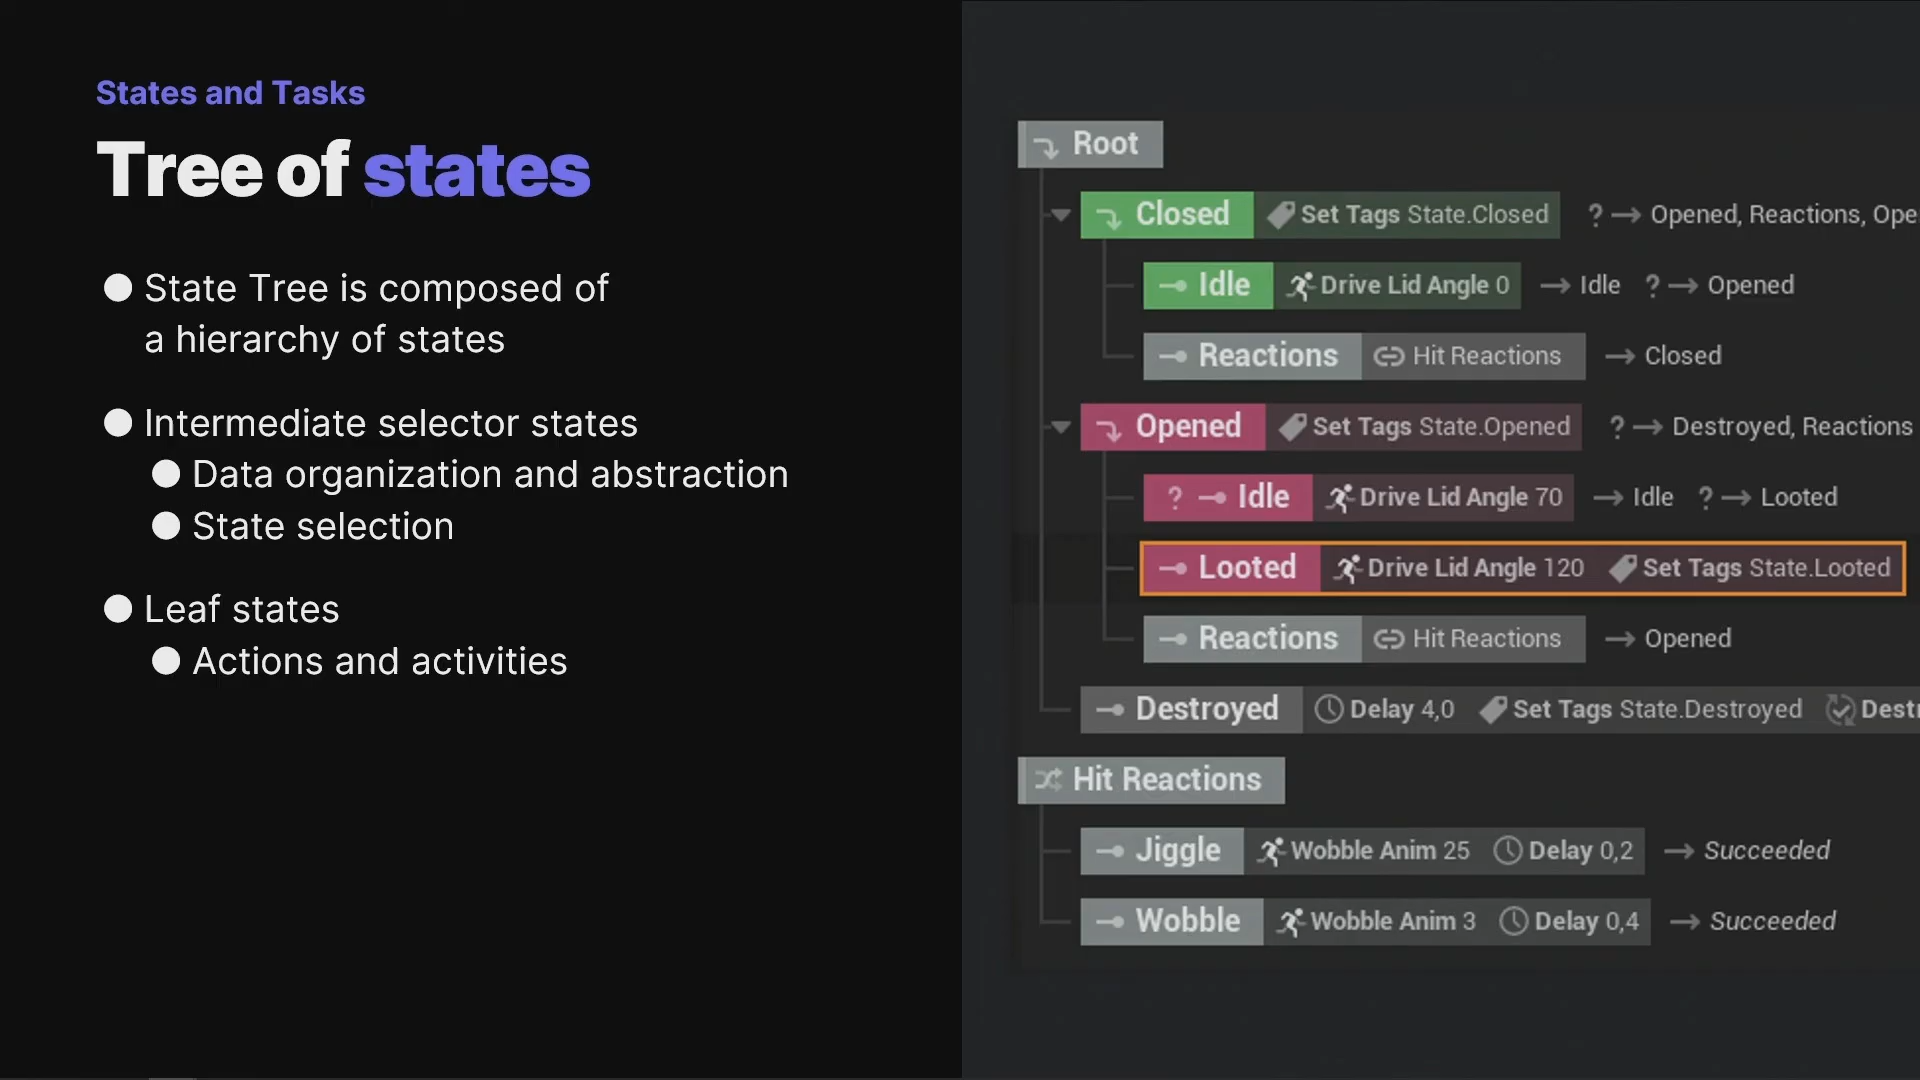 States and Tasks
Tree of states
State Tree is composed of
a hierarchy of states
Intermediate selector states
Data organization and abstraction
State selection
Leaf states
Actions and activities
Root
Closed Set Tags State.Closed ? → Opened, Reactions, Ope
Idle Drive Lid Angle 0 → Idle ? → Opened
Reactions Hit Reactions → Closed
Opened Set Tags State.Opened ? → Destroyed, Reactions
? Idle Drive Lid Angle 70 → Idle ? → Looted
Looted Drive Lid Angle 120 Set Tags State.Looted
Reactions Hit Reactions → Opened
Destroyed Delay 4,0 Set Tags State.Destroyed Destr
Hit Reactions
Jiggle Wobble Anim 25 Delay 0,2 → Succeeded
Wobble Wobble Anim 3 Delay 0,4 → Succeeded